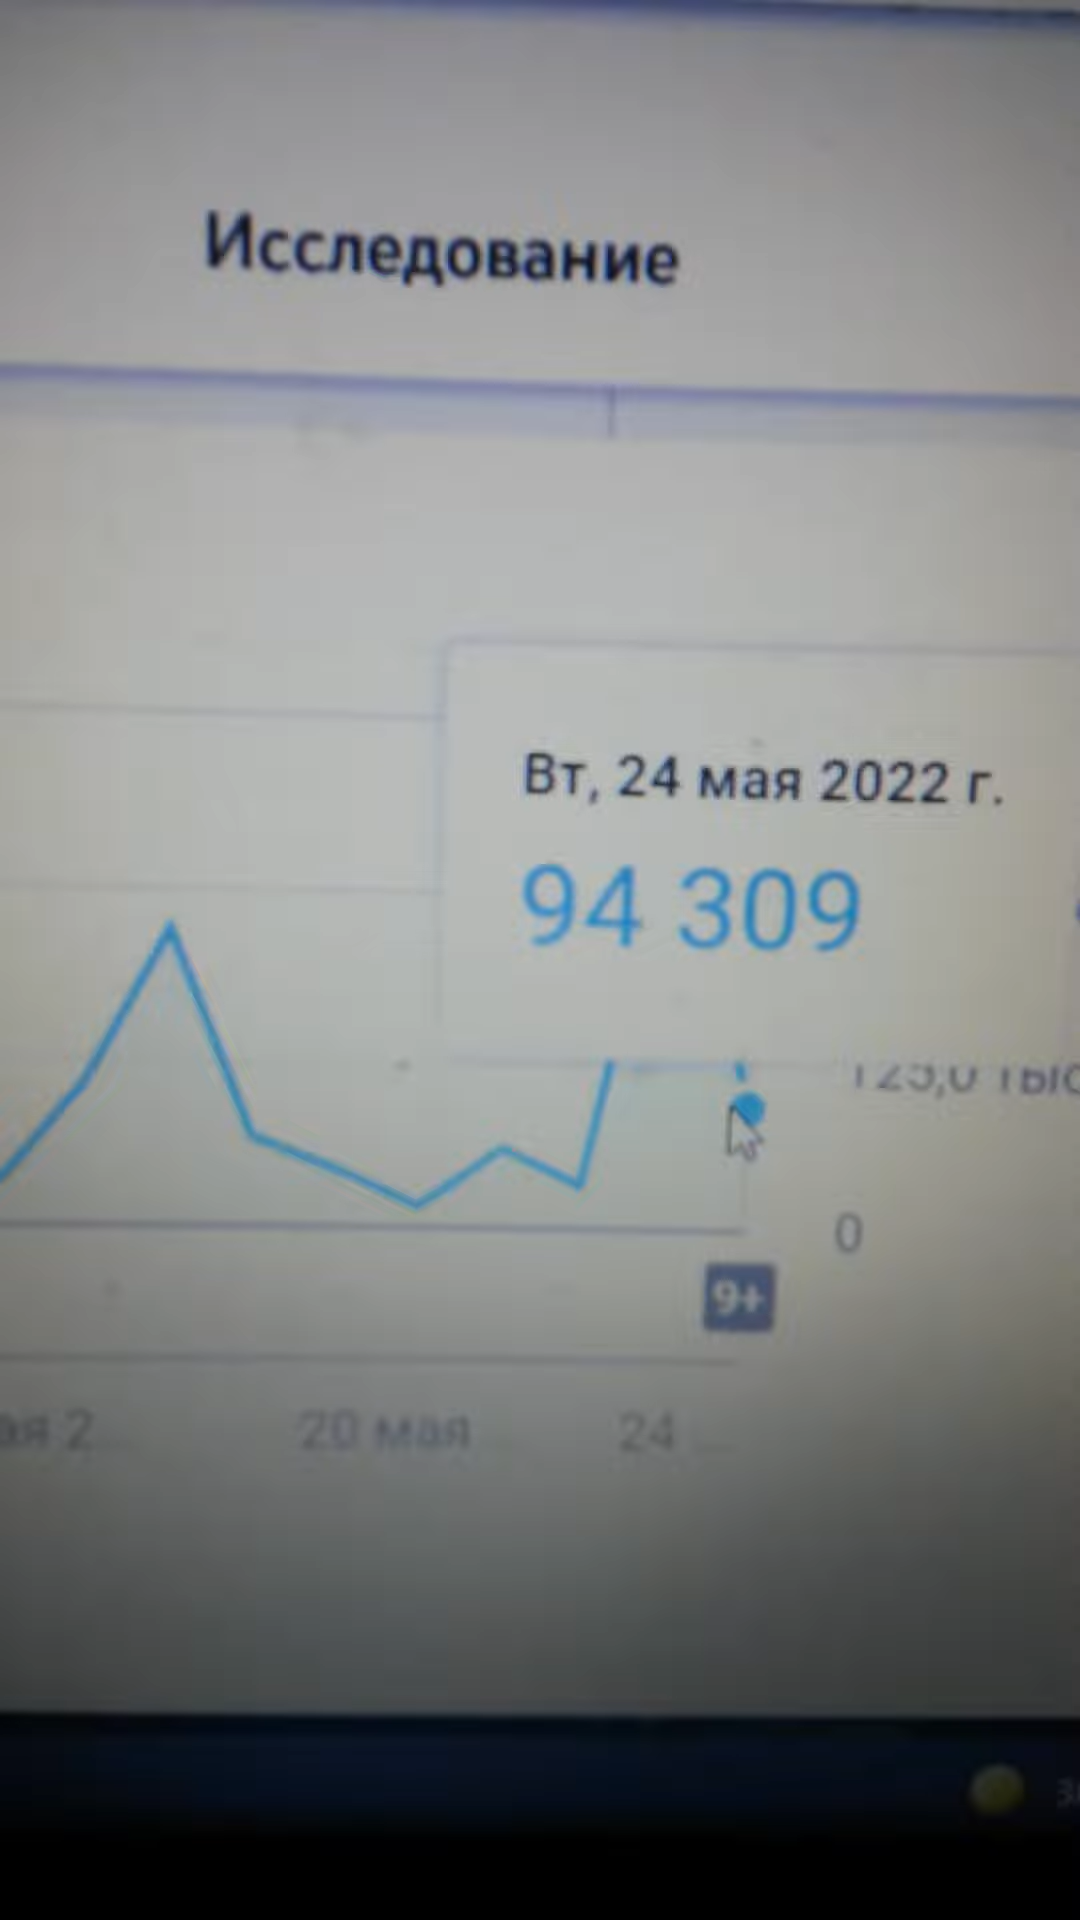 Исследование
Вт, 24 мая 2022 г.
94 309
0
9+
20 мая
24